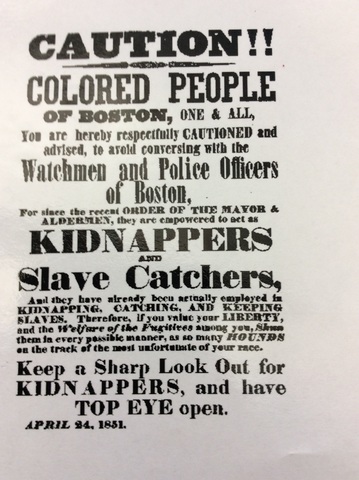 CAUTION!!
COLORED PEOPLE
OF BOSTON, ONE & ALL,
You are hereby respectfully CAUTIONED and
advised, to avoid conversing with the
Watchmen and Police Officers
of Boston,
For since the recent ORDER OF THE MAYOR &
ALDERMEN, they are empowered to act as
KIDNAPPERS
AND
Slave Catchers,
And they have already been actually employed in
KIDNAPPING, CATCHING, AND KEEPING
SLAVES. Therefore, if you value your LIBERTY,
and the Welfare of the Fugitives among you, Shun
them in every possible manner, as so many HOUNDS
on the track of the most unfortunate of your race.
Keep a Sharp Look Out for
KIDNAPPERS, and have
TOP EYE open.
APRIL 24, 1851.